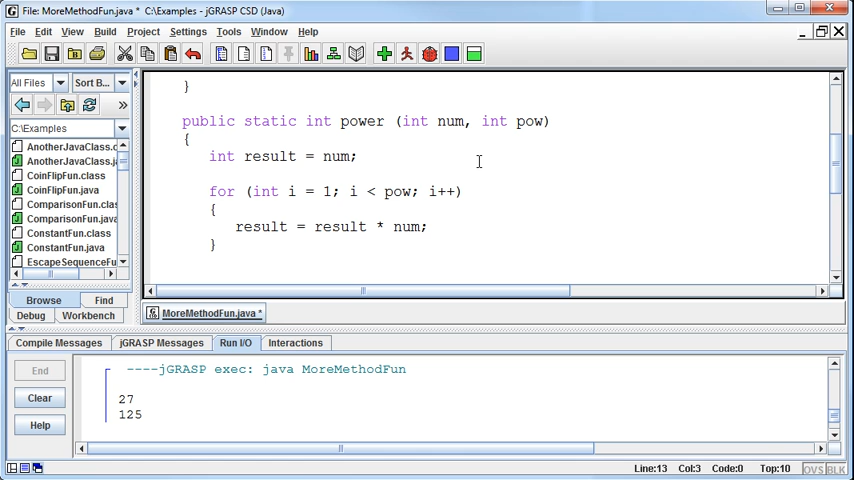 File: MoreMethodFun.java *  C:\Examples - jGRASP CSD (Java)
File Edit View Build Project Settings Tools Window Help
All Files Sort B...
C:\Examples
AnotherJavaClass.c
AnotherJavaClass.ja
CoinFlipFun.class
CoinFlipFun.java
ComparisonFun.clas
ComparisonFun.java
ConstantFun.class
ConstantFun.java
EscapeSequenceFu
Browse Find
Debug Workbench
}
public static int power (int num, int pow)
{
int result = num;
for (int i = 1; i < pow; i++)
{
result = result * num;
}
MoreMethodFun.java *
Compile Messages jGRASP Messages Run I/O Interactions
End
Clear
Help
----jGRASP exec: java MoreMethodFun
27
125
Line:13 Col:3 Code:0 Top:10 OVS BLK